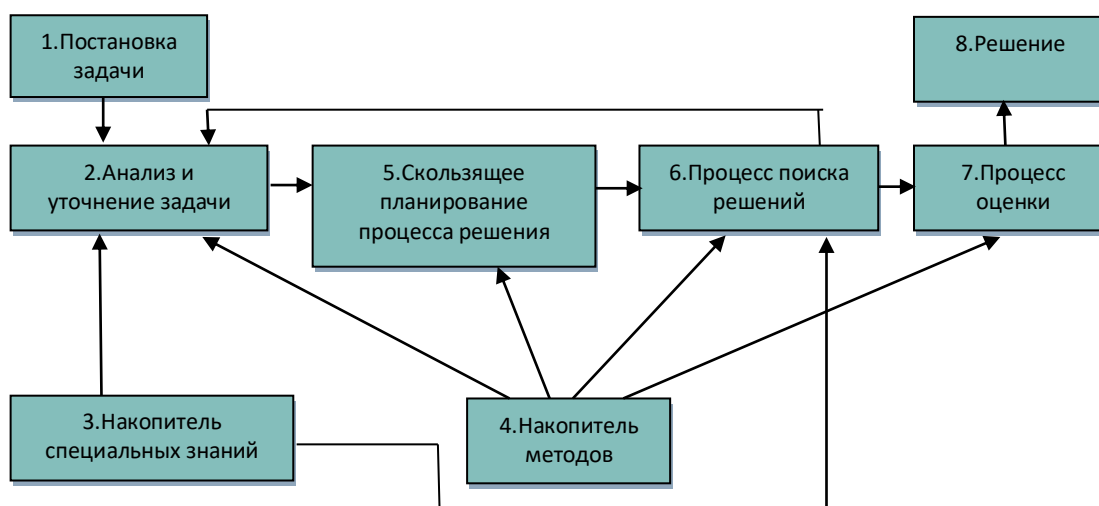 1.Постановка
задачи
8.Решение
2.Анализ и
уточнение задачи
5.Скользящее
планирование
процесса решения
6.Процесс поиска
решений
7.Процесс
оценки
3.Накопитель
специальных знаний
4.Накопитель
методов